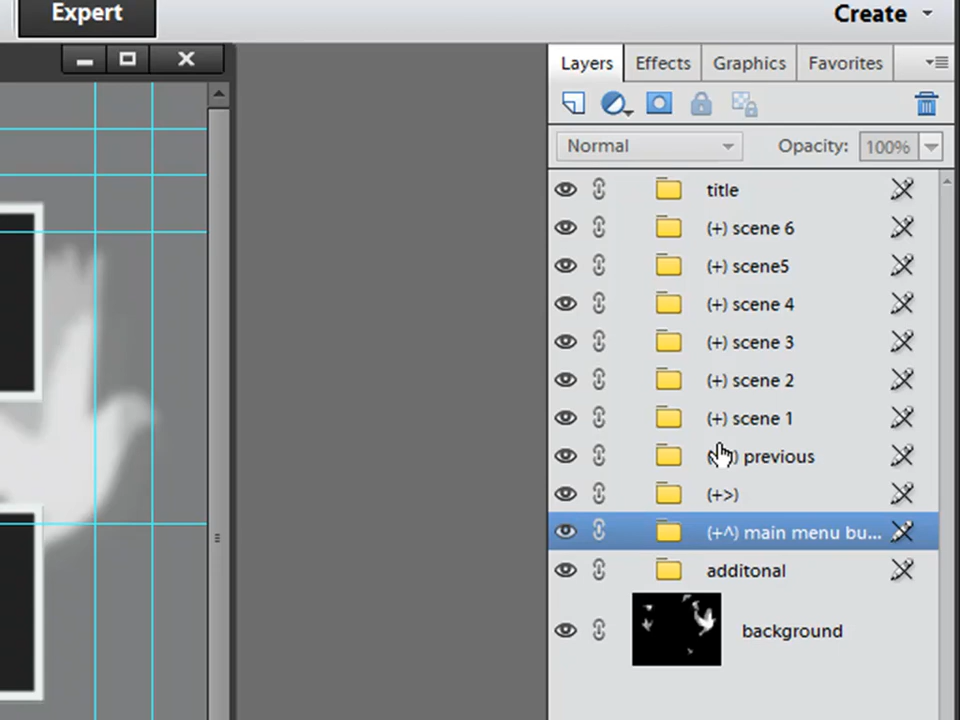 Expert
Create
Layers
Effects
Graphics
Favorites
Normal
Opacity: 100%
title
(+) scene 6
(+) scene5
(+) scene 4
(+) scene 3
(+) scene 2
(+) scene 1
previous
(+>)
(+^) main menu bu...
additonal
background